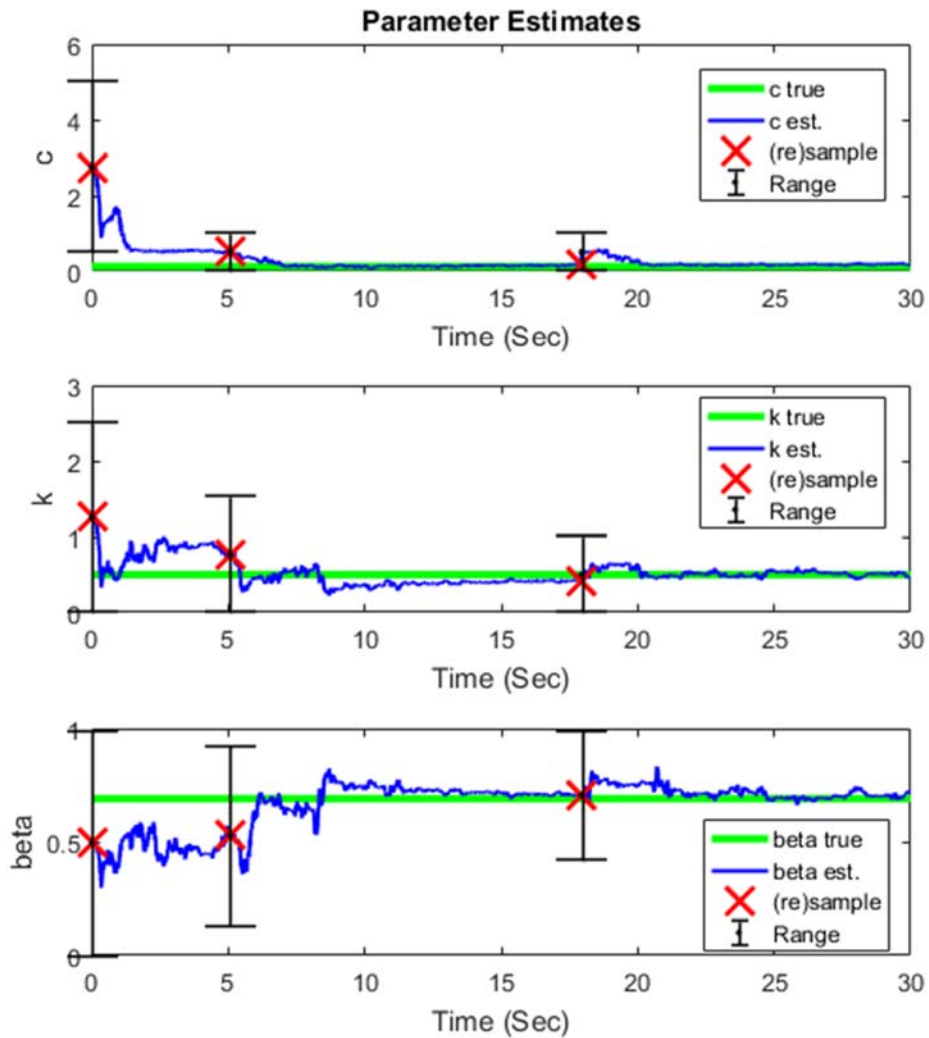 Parameter Estimates
6
4
2
0
c
c true
c est.
(re)sample
Range
0 5 10 15 20 25 30
Time (Sec)
3
2
1
0
k
k true
k est.
(re)sample
Range
0 5 10 15 20 25 30
Time (Sec)
1
0.5
0
beta
beta true
beta est.
(re)sample
Range
0 5 10 15 20 25 30
Time (Sec)